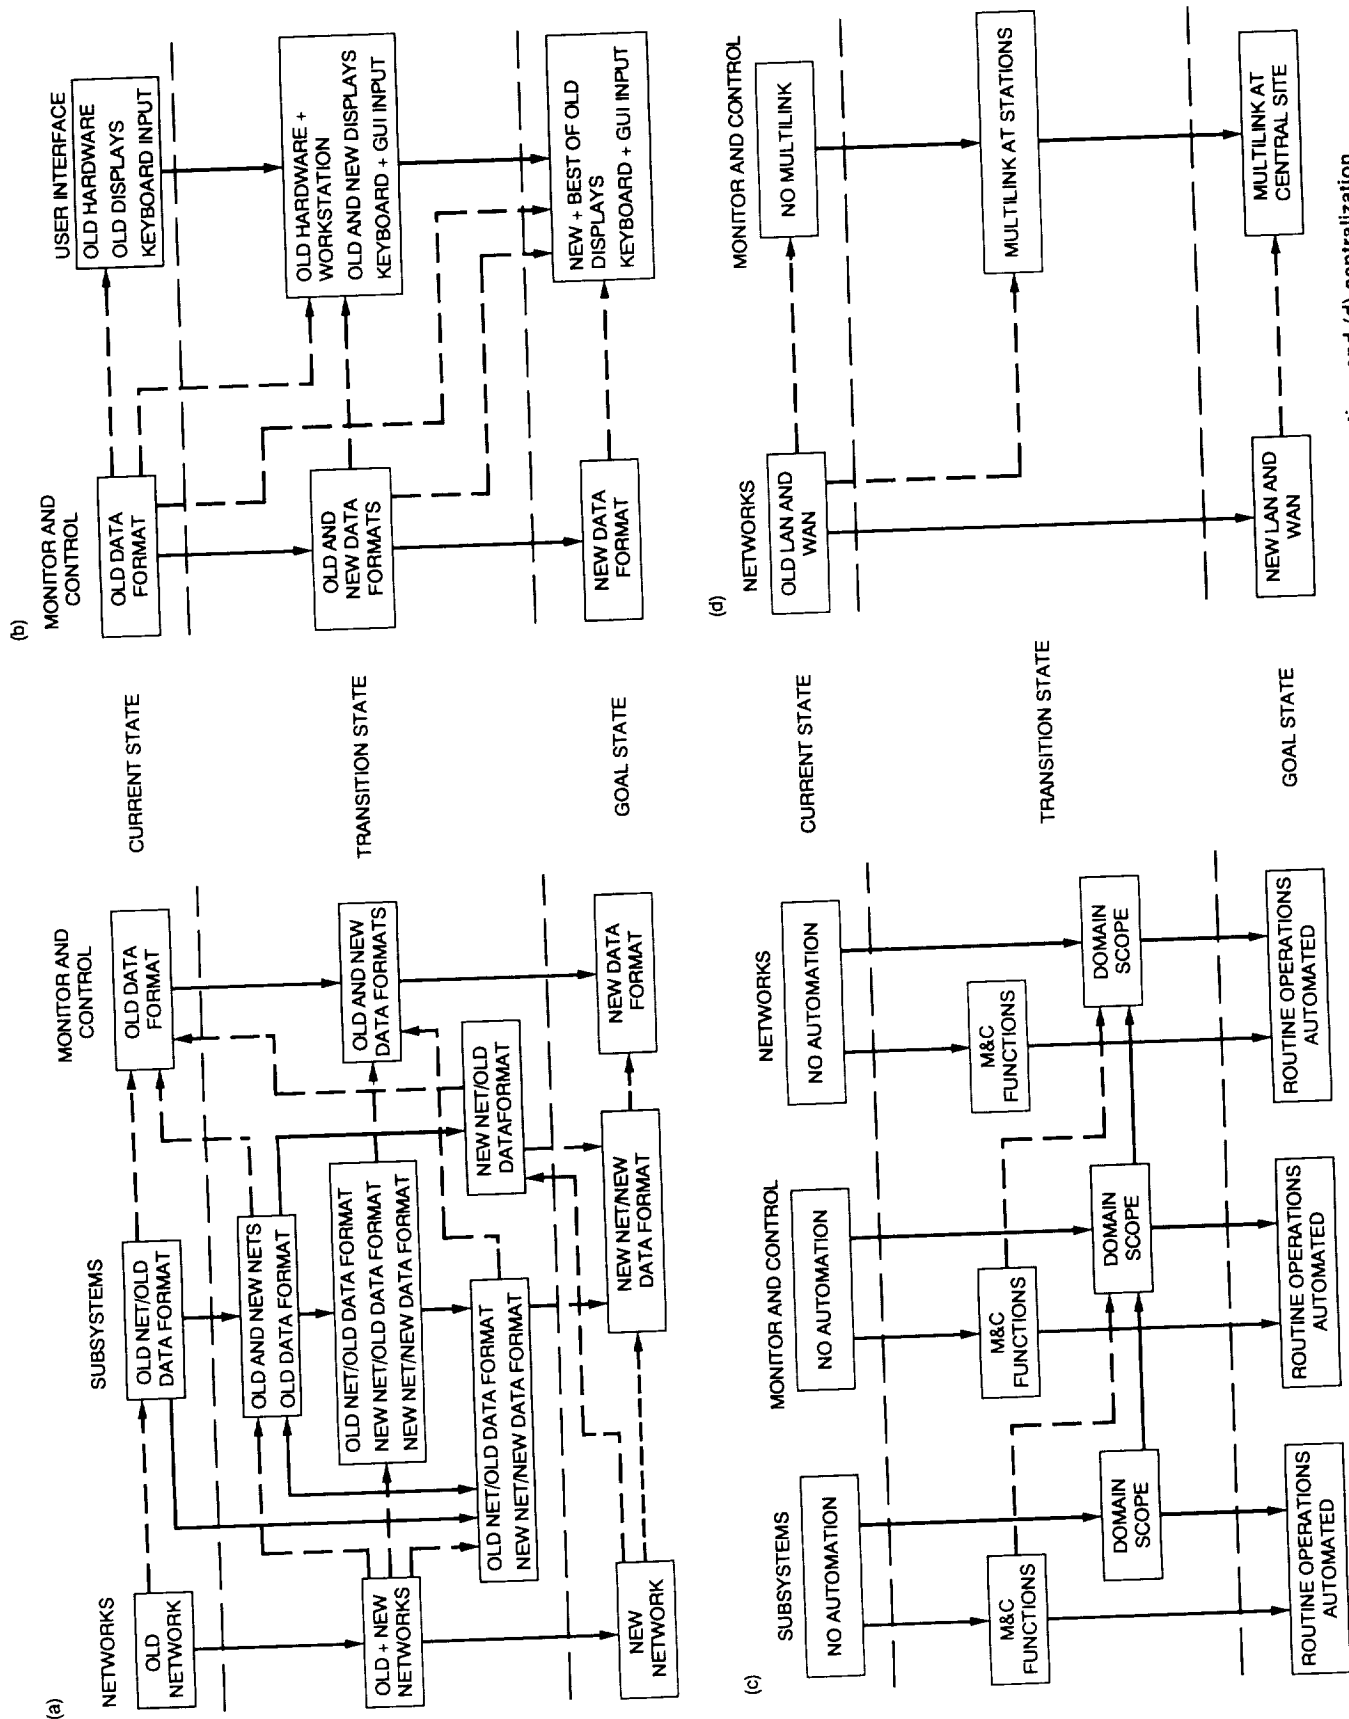 (a)
NETWORKS
SUBSYSTEMS
MONITOR AND
CONTROL
OLD
NETWORK
OLD NET/OLD
DATA FORMAT
OLD DATA
FORMAT
CURRENT STATE
OLD AND NEW NETS
OLD DATA FORMAT
OLD + NEW
NETWORKS
OLD NET/OLD DATA FORMAT
NEW NET/OLD DATA FORMAT
NEW NET/NEW DATA FORMAT
OLD AND NEW
DATA FORMATS
TRANSITION STATE
OLD NET/OLD DATA FORMAT
NEW NET/NEW DATA FORMAT
NEW NET/OLD
DATAFORMAT
NEW
NETWORK
NEW NET/NEW
DATA FORMAT
NEW DATA
FORMAT
GOAL STATE
(b)
MONITOR AND
CONTROL
USER INTERFACE
OLD DATA
FORMAT
OLD HARDWARE
OLD DISPLAYS
KEYBOARD INPUT
OLD AND
NEW DATA
FORMATS
OLD HARDWARE +
WORKSTATION
OLD AND NEW DISPLAYS
KEYBOARD + GUI INPUT
NEW DATA
FORMAT
NEW + BEST OF OLD
DISPLAYS
KEYBOARD + GUI INPUT
(c)
SUBSYSTEMS
MONITOR AND CONTROL
NETWORKS
NO AUTOMATION
NO AUTOMATION
NO AUTOMATION
CURRENT STATE
M&C
FUNCTIONS
M&C
FUNCTIONS
M&C
FUNCTIONS
TRANSITION STATE
DOMAIN
SCOPE
DOMAIN
SCOPE
DOMAIN
SCOPE
ROUTINE OPERATIONS
AUTOMATED
ROUTINE OPERATIONS
AUTOMATED
ROUTINE OPERATIONS
AUTOMATED
GOAL STATE
(d)
NETWORKS
MONITOR AND CONTROL
OLD LAN AND
WAN
NO MULTILINK
MULTILINK AT STATIONS
NEW LAN AND
WAN
MULTILINK AT
CENTRAL SITE
and (d) centralization